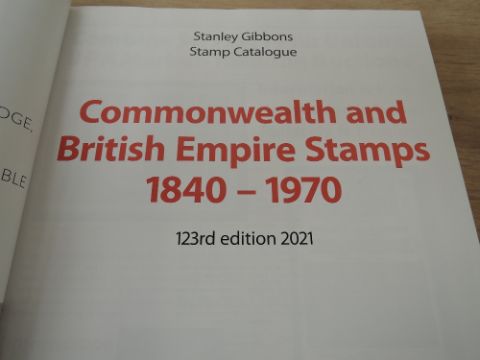 Stanley Gibbons
Stamp Catalogue
Commonwealth and
British Empire Stamps
1840 – 1970
123rd edition 2021